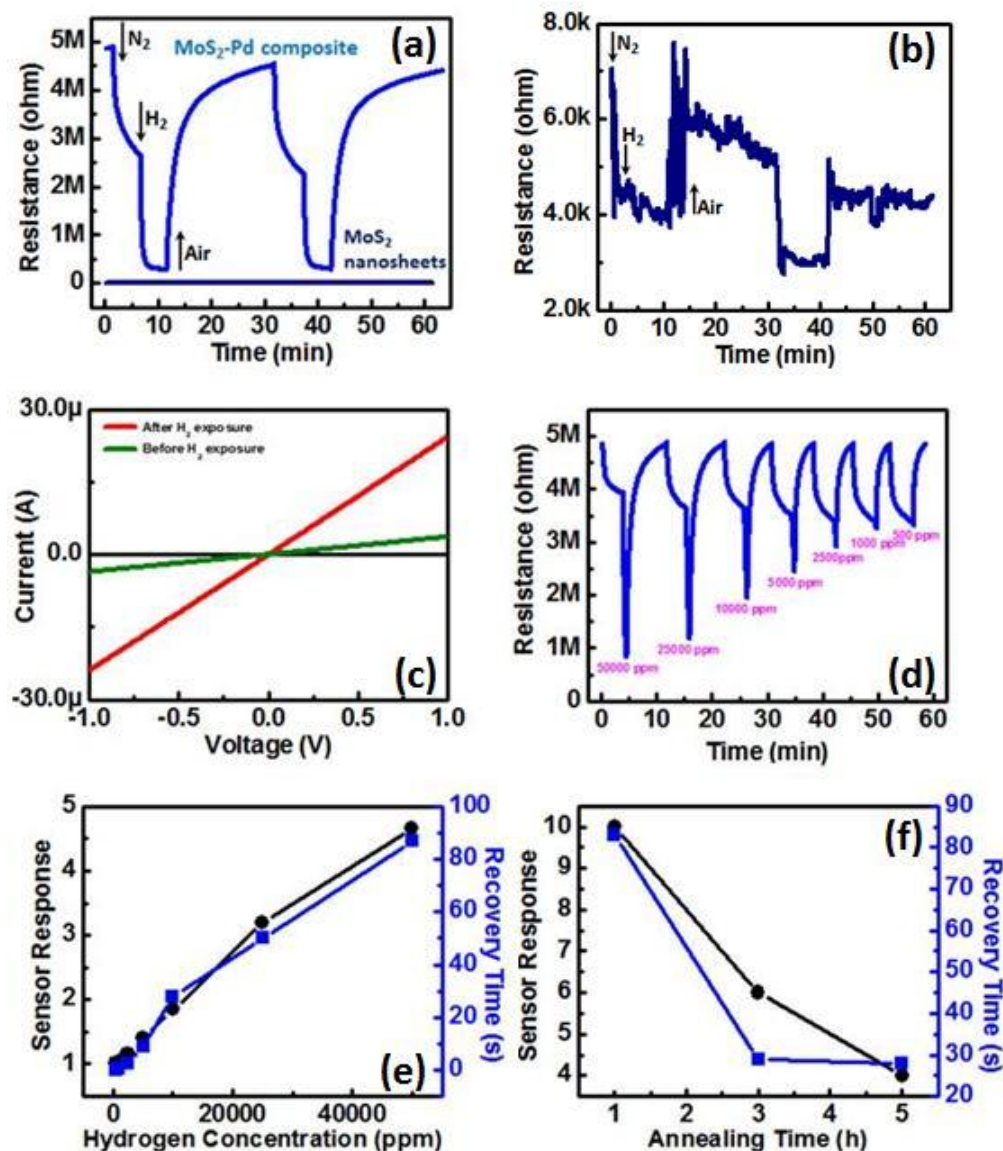 (a)
5M
4M
3M
2M
1M
0
Resistance (ohm)
N₂
H₂
Air
MoS₂-Pd composite
MoS₂
nanosheets
0 10 20 30 40 50 60
Time (min)
(b)
8.0k
6.0k
4.0k
2.0k
Resistance (ohm)
N₂
H₂
Air
0 10 20 30 40 50 60
Time (min)
(c)
30.0μ
0.0
-30.0μ
Current (A)
After H₂ exposure
Before H₂ exposure
-1.0 -0.5 0.0 0.5 1.0
Voltage (V)
(d)
5M
4M
3M
2M
1M
0
Resistance (ohm)
50000 ppm
25000 ppm
10000 ppm
5000 ppm
2500ppm
1000 ppm
500 ppm
0 10 20 30 40 50 60
Time (min)
(e)
5
4
3
2
1
Sensor Response
100
80
60
40
20
0
Recovery Time (s)
0 20000 40000
Hydrogen Concentration (ppm)
(f)
10
9
8
7
6
5
4
Sensor Response
90
80
70
60
50
40
30
20
Recovery Time (s)
1 2 3 4 5
Annealing Time (h)